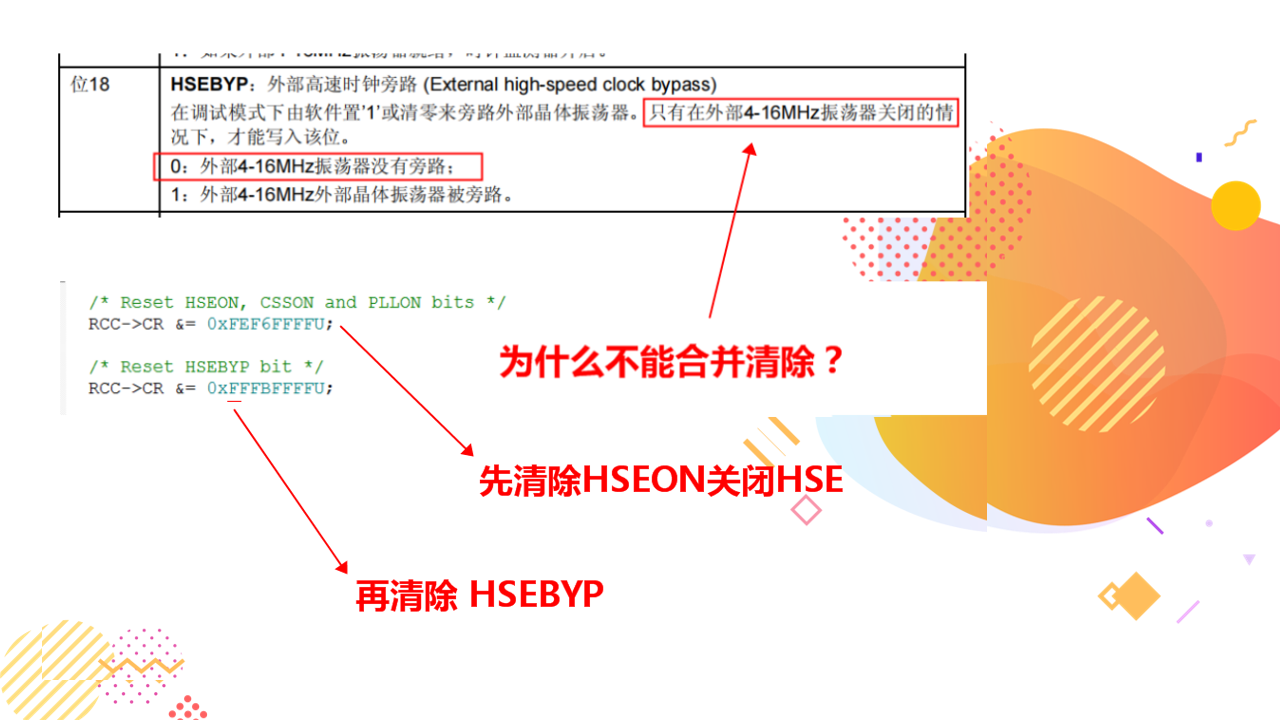 位18
HSEBYP：外部高速时钟旁路 (External high-speed clock bypass)
在调试模式下由软件置'1'或清零来旁路外部晶体振荡器。只有在外部4-16MHz振荡器关闭的情
况下，才能写入该位。
0：外部4-16MHz振荡器没有旁路；
1：外部4-16MHz外部晶体振荡器被旁路。
/* Reset HSEON, CSSON and PLLON bits */
RCC->CR &= 0xFEF6FFFFU;
/* Reset HSEBYP bit */
RCC->CR &= 0xFFFBFFFFU;
为什么不能合并清除？
先清除HSEON关闭HSE
再清除 HSEBYP